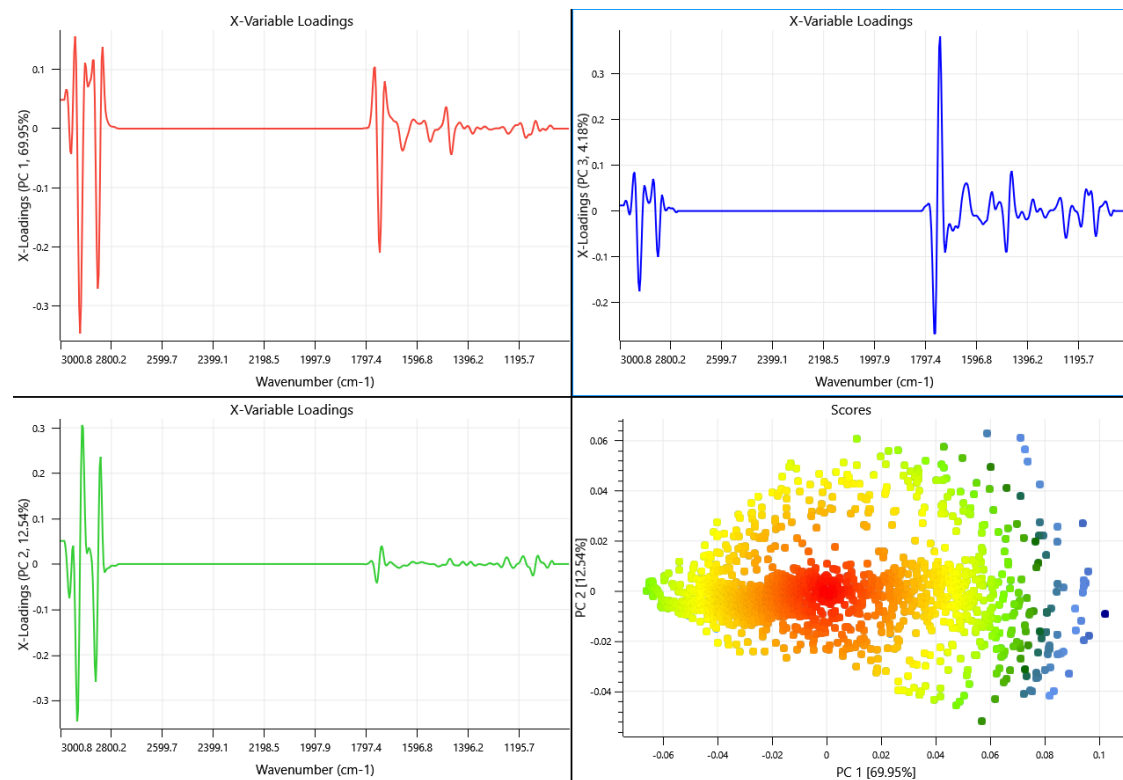 X-Variable Loadings
X-Loadings (PC 1, 69.95%)
0.1
0
-0.1
-0.2
-0.3
3000.8 2800.2 2599.7 2399.1 2198.5 1997.9 1797.4 1596.8 1396.2 1195.7
Wavenumber (cm-1)
X-Variable Loadings
X-Loadings (PC 3, 4.18%)
0.3
0.2
0.1
0
-0.1
-0.2
3000.8 2800.2 2599.7 2399.1 2198.5 1997.9 1797.4 1596.8 1396.2 1195.7
Wavenumber (cm-1)
X-Variable Loadings
X-Loadings (PC 2, 12.54%)
0.3
0.2
0.1
0
-0.1
-0.2
-0.3
3000.8 2800.2 2599.7 2399.1 2198.5 1997.9 1797.4 1596.8 1396.2 1195.7
Wavenumber (cm-1)
Scores
PC 2 [12.54%]
0.06
0.04
0.02
0
-0.02
-0.04
-0.06 -0.04 -0.02 0 0.02 0.04 0.06 0.08 0.1
PC 1 [69.95%]